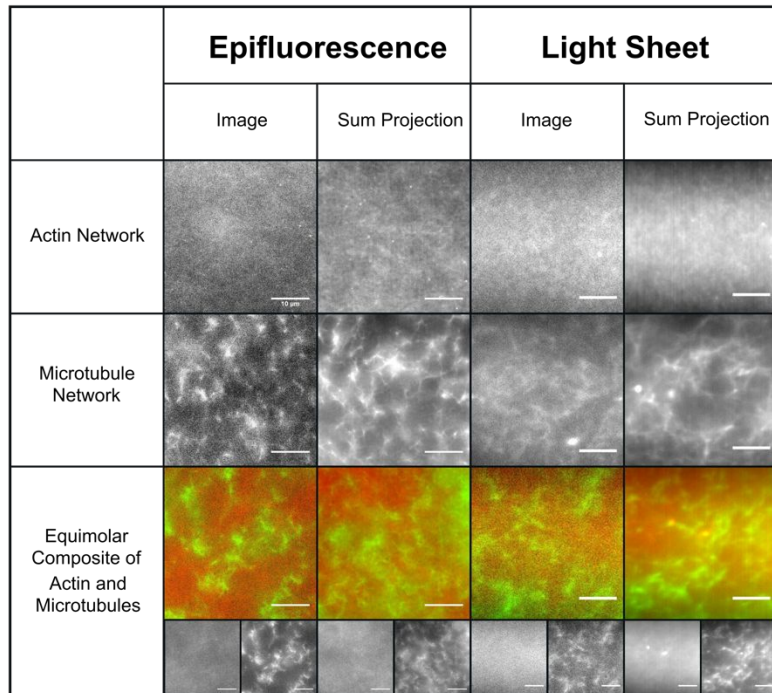 Epifluorescence
Light Sheet
Image
Sum Projection
Image
Sum Projection
Actin Network
10 μm
Microtubule
Network
Equimolar
Composite of
Actin and
Microtubules